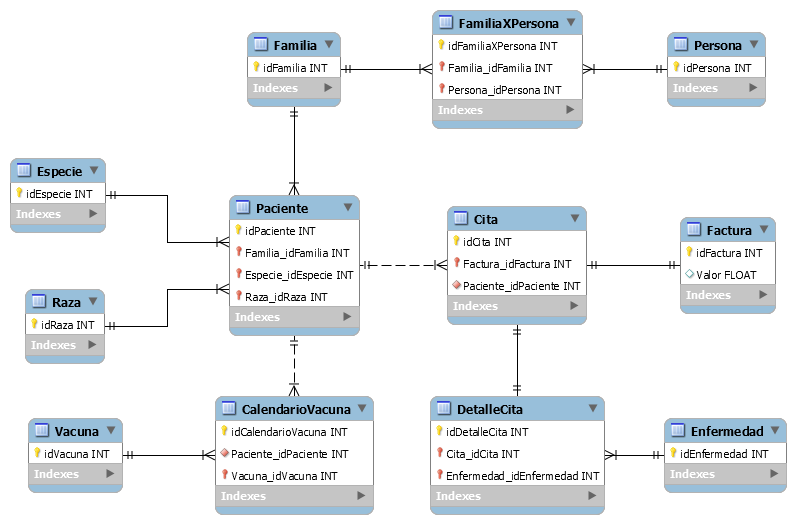 Familia
idFamilia INT
Indexes
FamiliaXPersona
idFamiliaXPersona INT
Familia_idFamilia INT
Persona_idPersona INT
Indexes
Persona
idPersona INT
Indexes
Especie
idEspecie INT
Indexes
Paciente
idPaciente INT
Familia_idFamilia INT
Especie_idEspecie INT
Raza_idRaza INT
Indexes
Cita
idCita INT
Factura_idFactura INT
Paciente_idPaciente INT
Indexes
Factura
idFactura INT
Valor FLOAT
Indexes
Raza
idRaza INT
Indexes
Vacuna
idVacuna INT
Indexes
CalendarioVacuna
idCalendarioVacuna INT
Paciente_idPaciente INT
Vacuna_idVacuna INT
Indexes
DetalleCita
idDetalleCita INT
Cita_idCita INT
Enfermedad_idEnfermedad INT
Indexes
Enfermedad
idEnfermedad INT
Indexes